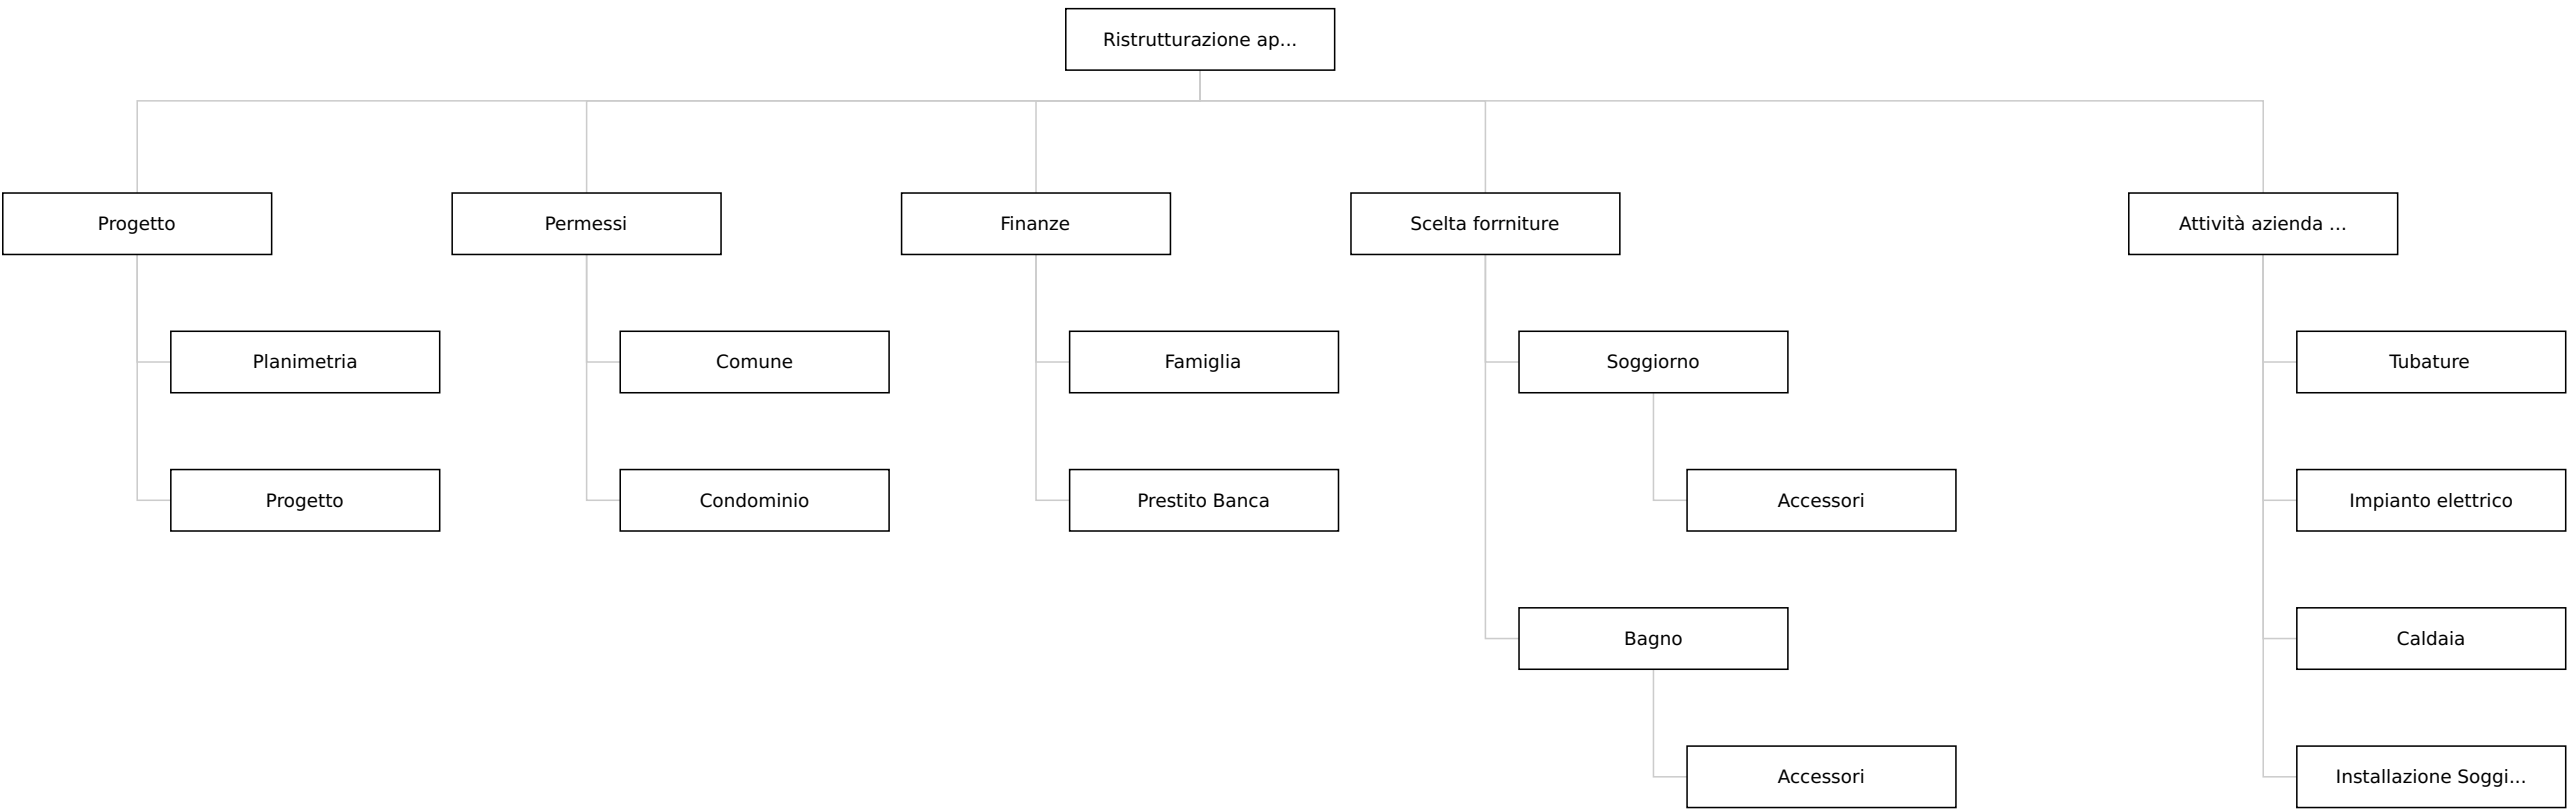 Ristrutturazione ap...
Progetto
Permessi
Finanze
Scelta forrniture
Attività azienda ...
Planimetria
Comune
Famiglia
Soggiorno
Tubature
Progetto
Condominio
Prestito Banca
Accessori
Impianto elettrico
Bagno
Caldaia
Accessori
Installazione Soggi...